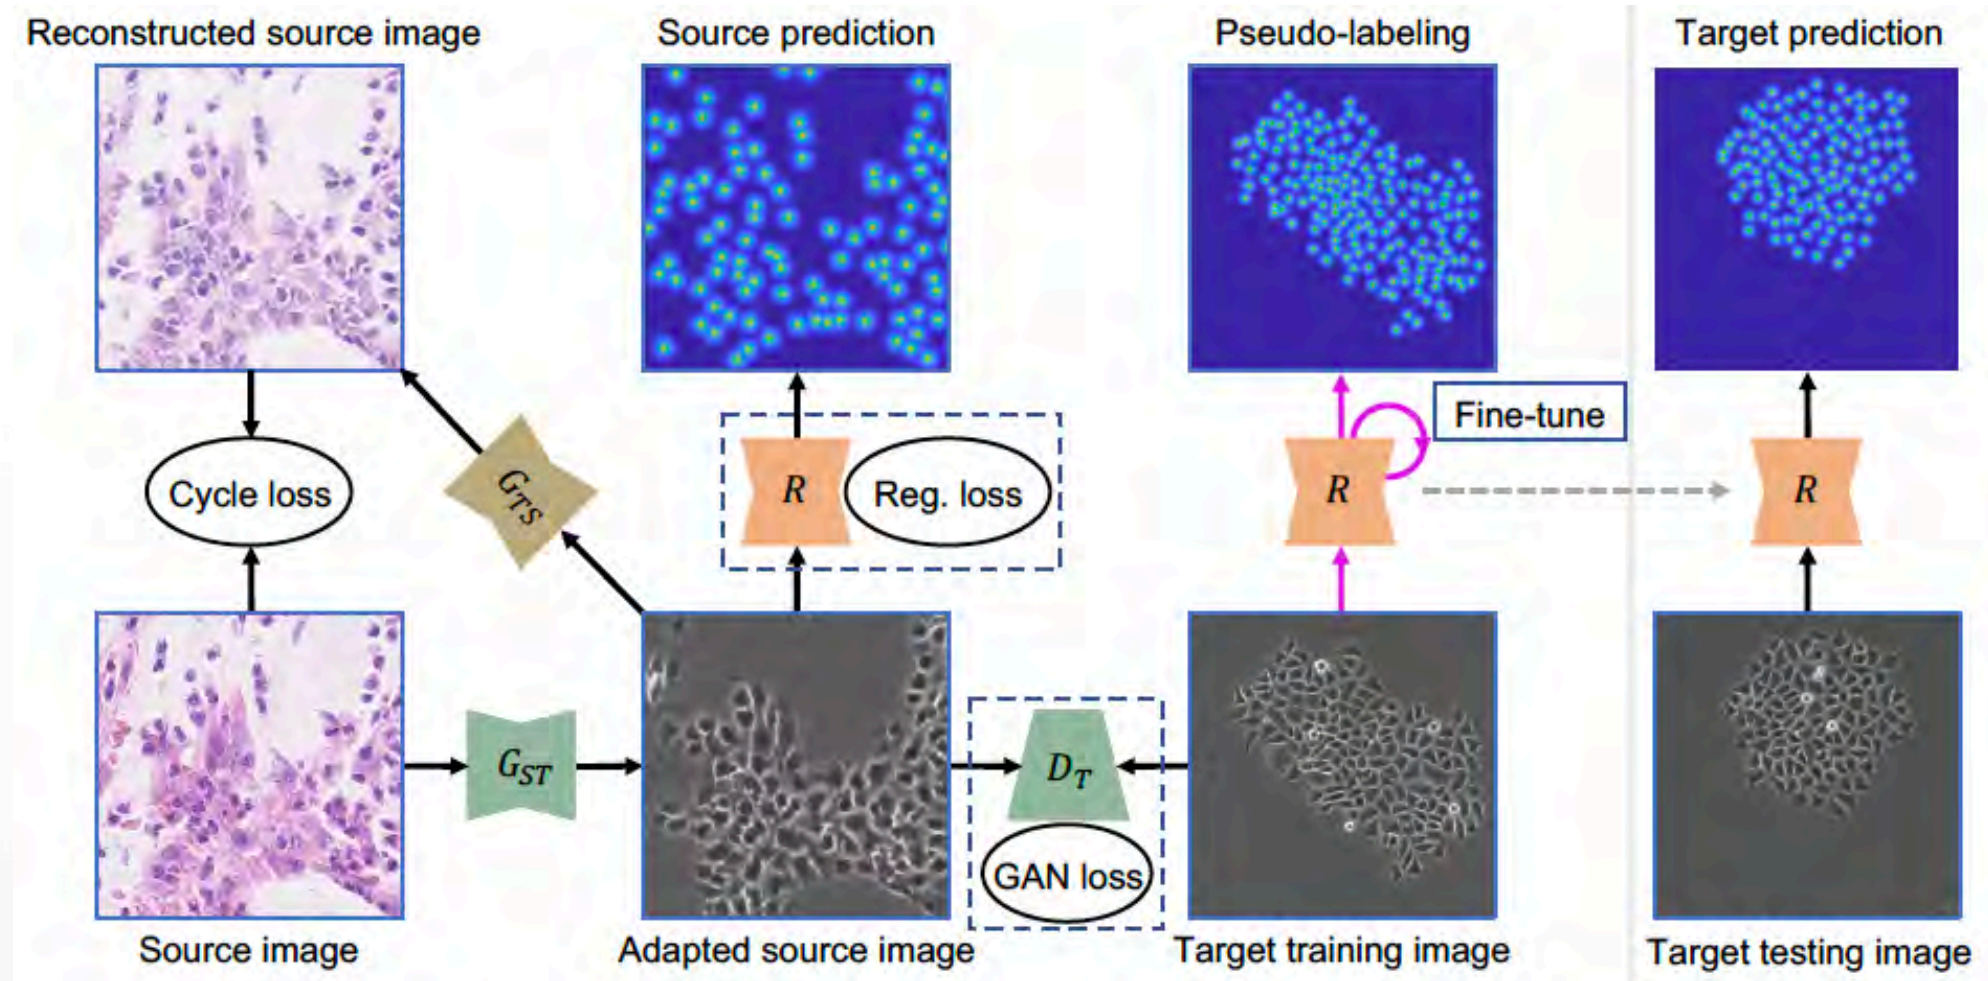 Reconstructed source image
Source prediction
Pseudo-labeling
Target prediction
Fine-tune
Cycle loss
G_TS
R
Reg. loss
R
R
G_ST
D_T
GAN loss
Source image
Adapted source image
Target training image
Target testing image